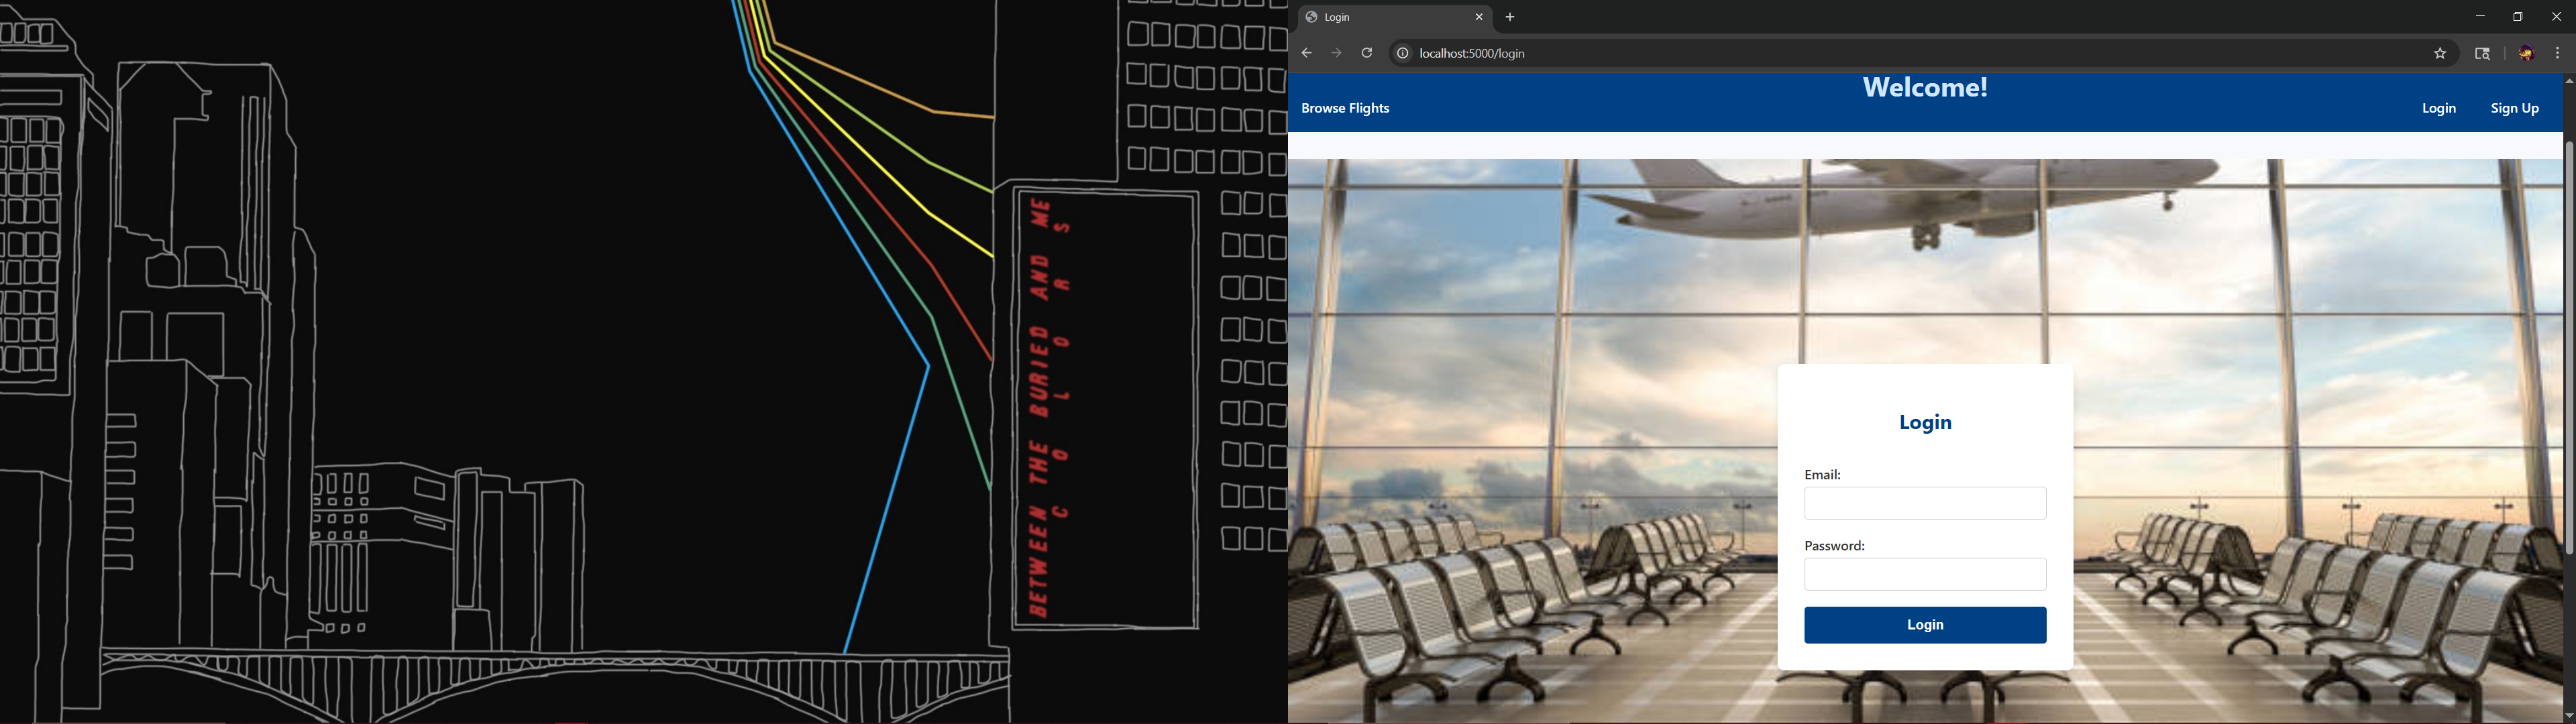 BETWEEN THE BURIED AND ME
COLORS
Login
localhost:5000/login
Welcome!
Browse Flights
Login
Sign Up
Login
Email:
Password:
Login